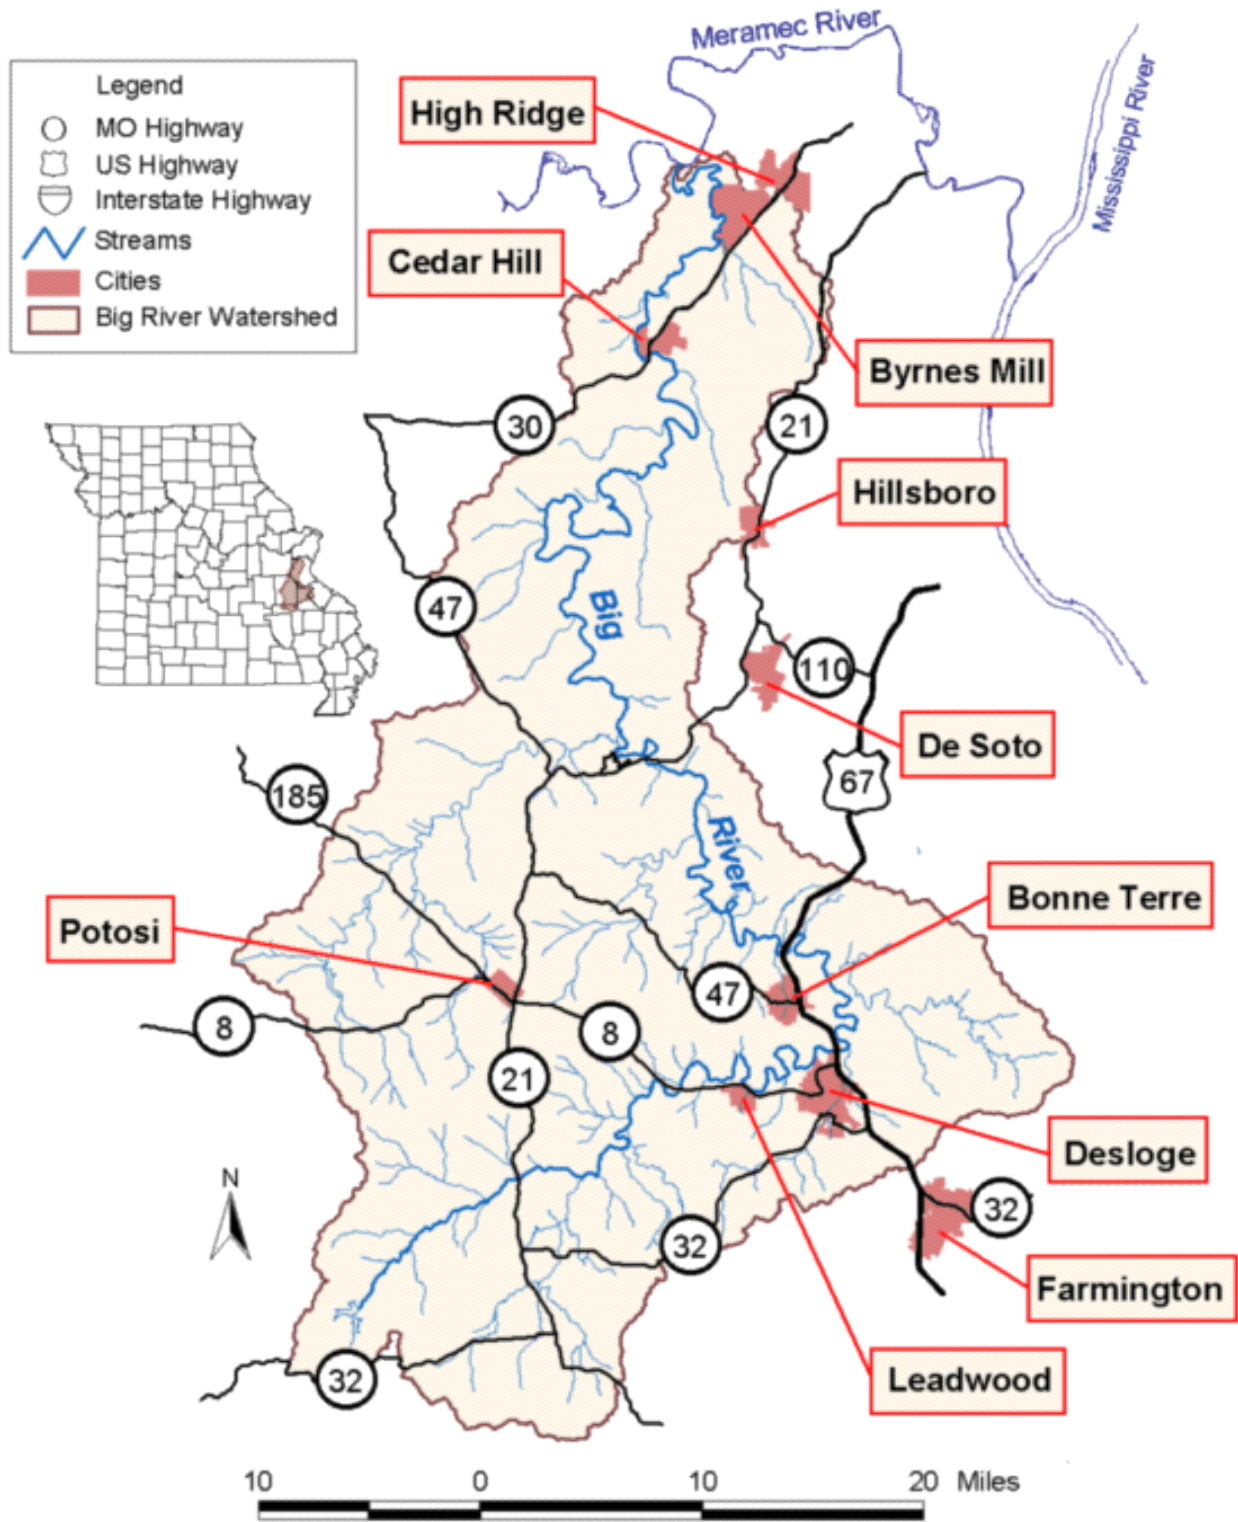 Meramec River
Mississippi River
Legend
MO Highway
US Highway
Interstate Highway
Streams
Cities
Big River Watershed
High Ridge
Cedar Hill
Byrnes Mill
30
21
Hillsboro
47
Big
110
De Soto
67
185
River
Bonne Terre
Potosi
47
8
8
21
Desloge
N
32
32
Farmington
32
Leadwood
10 0 10 20 Miles